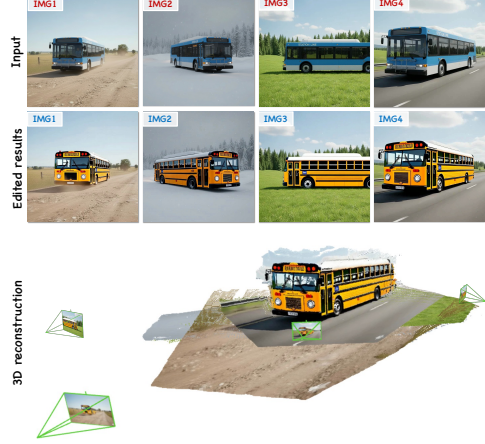 IMG1
IMG2
IMG3
IMG4
Input
IMG1
IMG2
IMG3
IMG4
Edited results
3D reconstruction